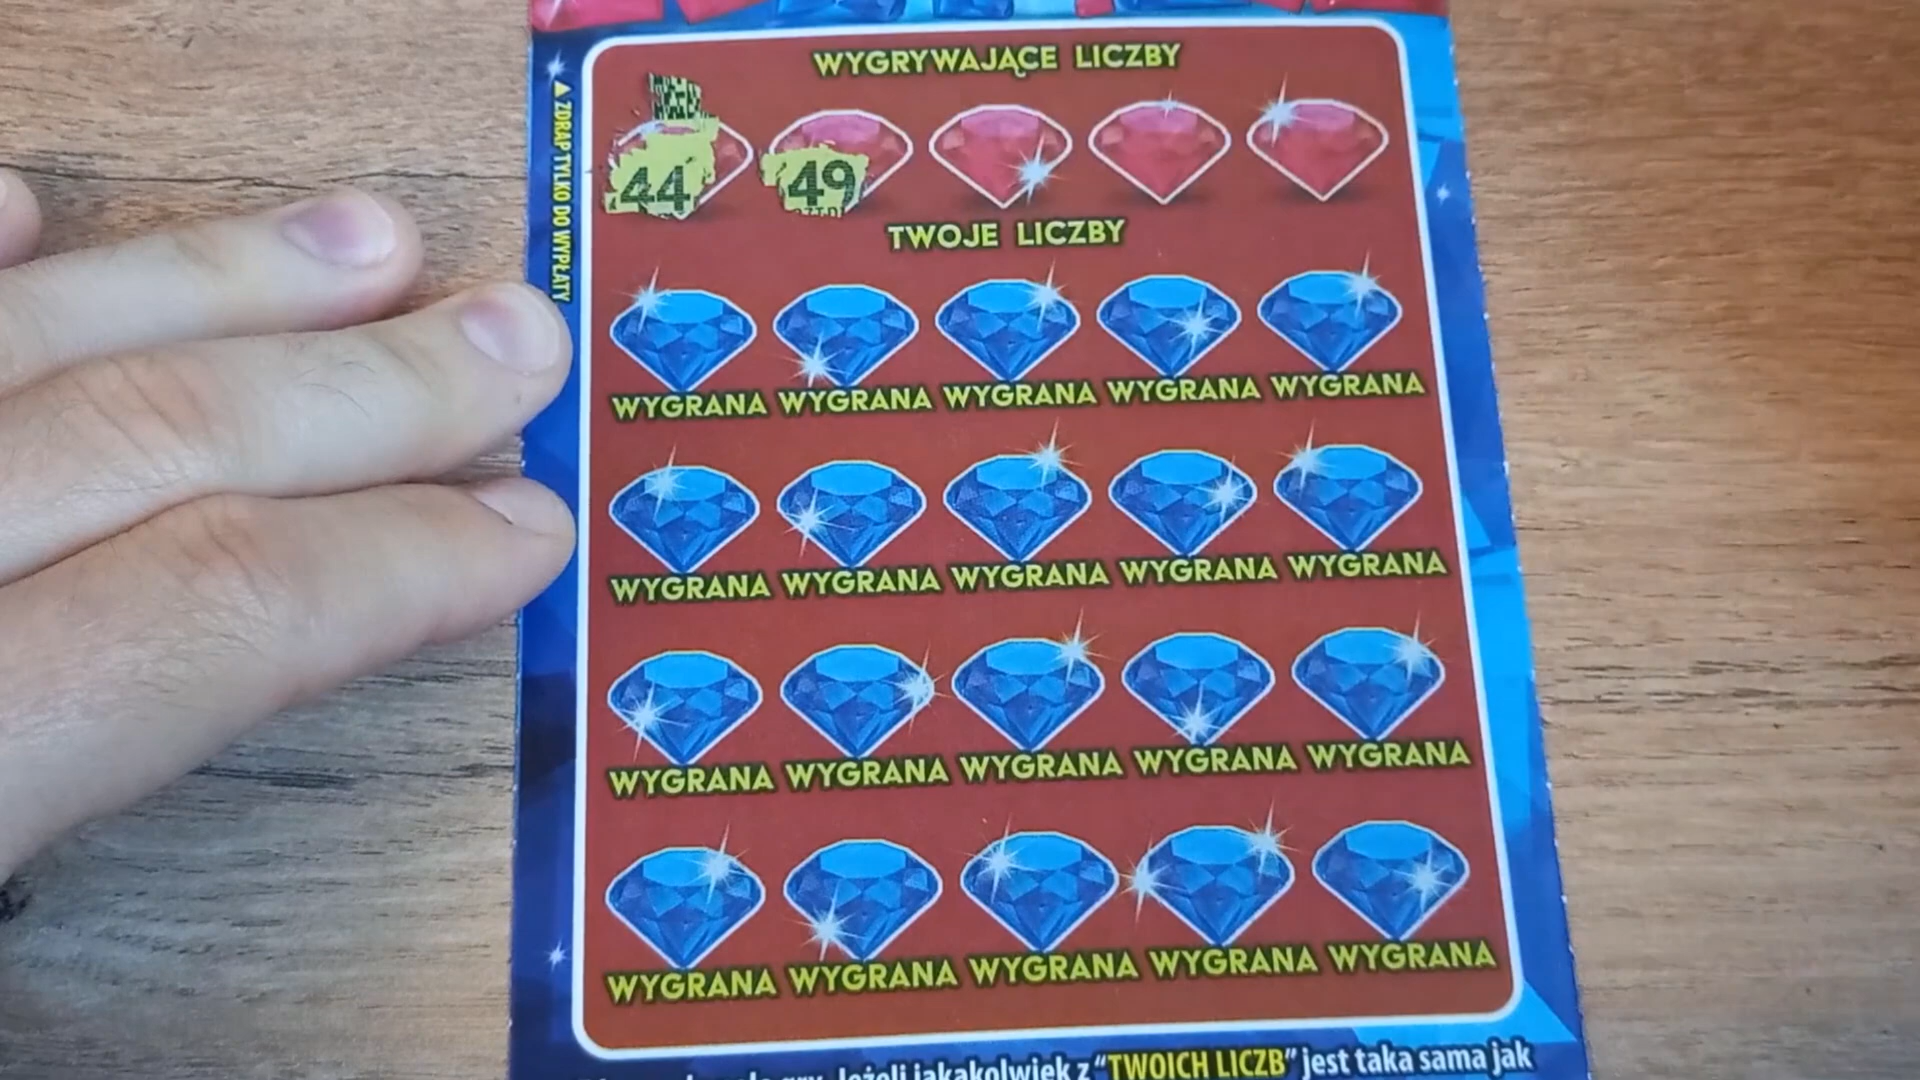 WYGRYWAJĄCE LICZBY
44 49
TWOJE LICZBY
WYGRANA WYGRANA WYGRANA WYGRANA WYGRANA
WYGRANA WYGRANA WYGRANA WYGRANA WYGRANA
WYGRANA WYGRANA WYGRANA WYGRANA WYGRANA
WYGRANA WYGRANA WYGRANA WYGRANA WYGRANA
Jeżeli jakakolwiek z “TWOICH LICZB” jest taka sama jak
▲ ZDRAP TYLKO DO WYPŁATY